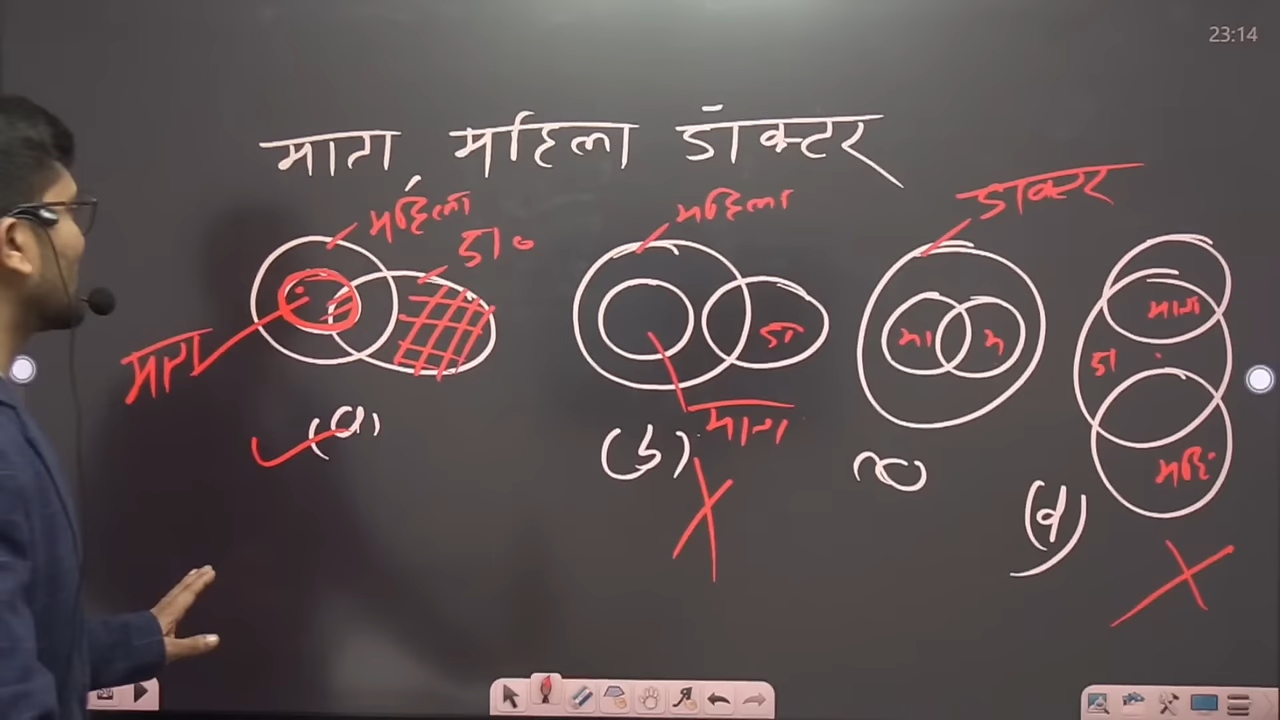 23:14
माता, महिला डॉक्टर
महिला
डा०
माता
(a)
महिला
डा
माता
(b)
डाक्टर
मा म
माता
डा
महि
(d)